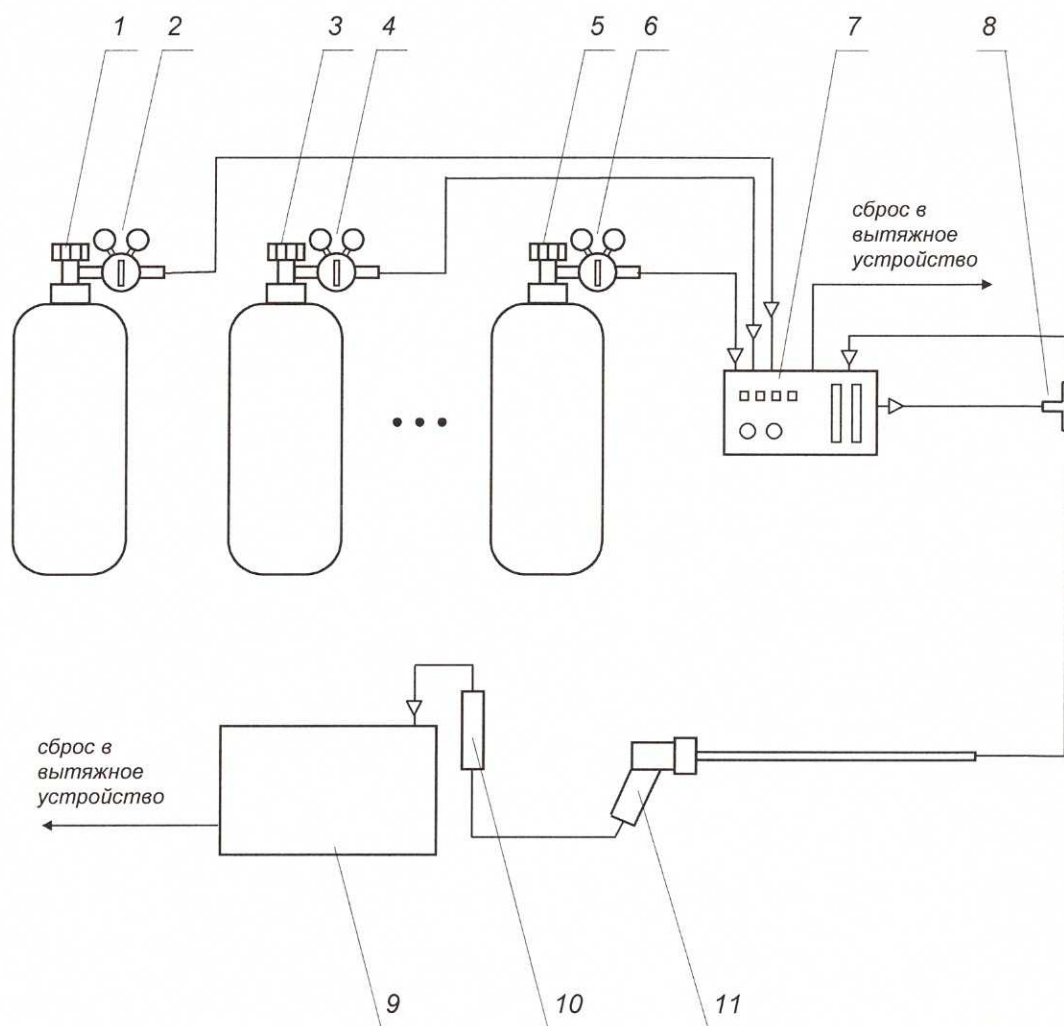 1 2 3 4 5 6 7 8
сброс в
вытяжное
устройство
сброс в
вытяжное
устройство
9 10 11